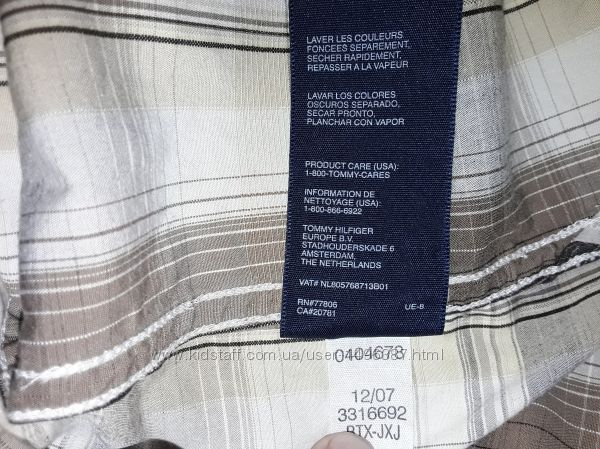 LAVER LES COULEURS
FONCEES SEPAREMENT,
SECHER RAPIDEMENT,
REPASSER A LA VAPEUR
LAVAR LOS COLORES
OSCUROS SEPARADO,
SECAR PRONTO,
PLANCHAR CON VAPOR
PRODUCT CARE (USA):
1-800-TOMMY-CARES
INFORMATION DE
NETTOYAGE (USA):
1-800-866-6922
TOMMY HILFIGER
EUROPE B.V.
STADHOUDERSKADE 6
AMSTERDAM,
THE NETHERLANDS
VAT# NL805768713B01
RN#77806 UE-8
CA#20781
0404678
12/07
3316692
BTX-JXJ